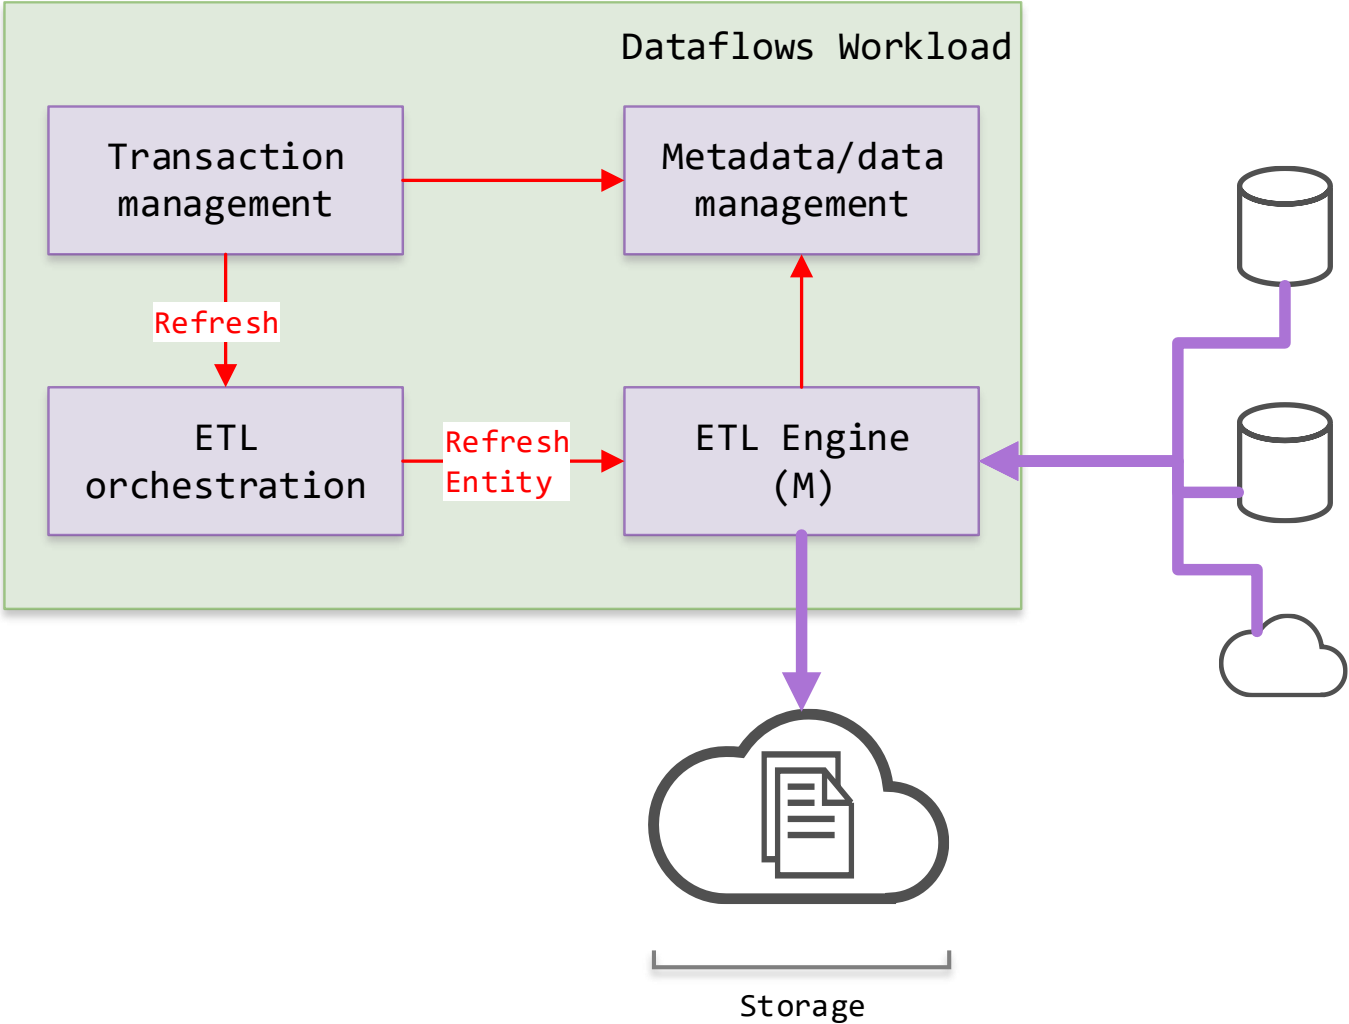 Dataflows Workload
Transaction
management
Metadata/data
management
Refresh
ETL
orchestration
Refresh
Entity
ETL Engine
(M)
Storage